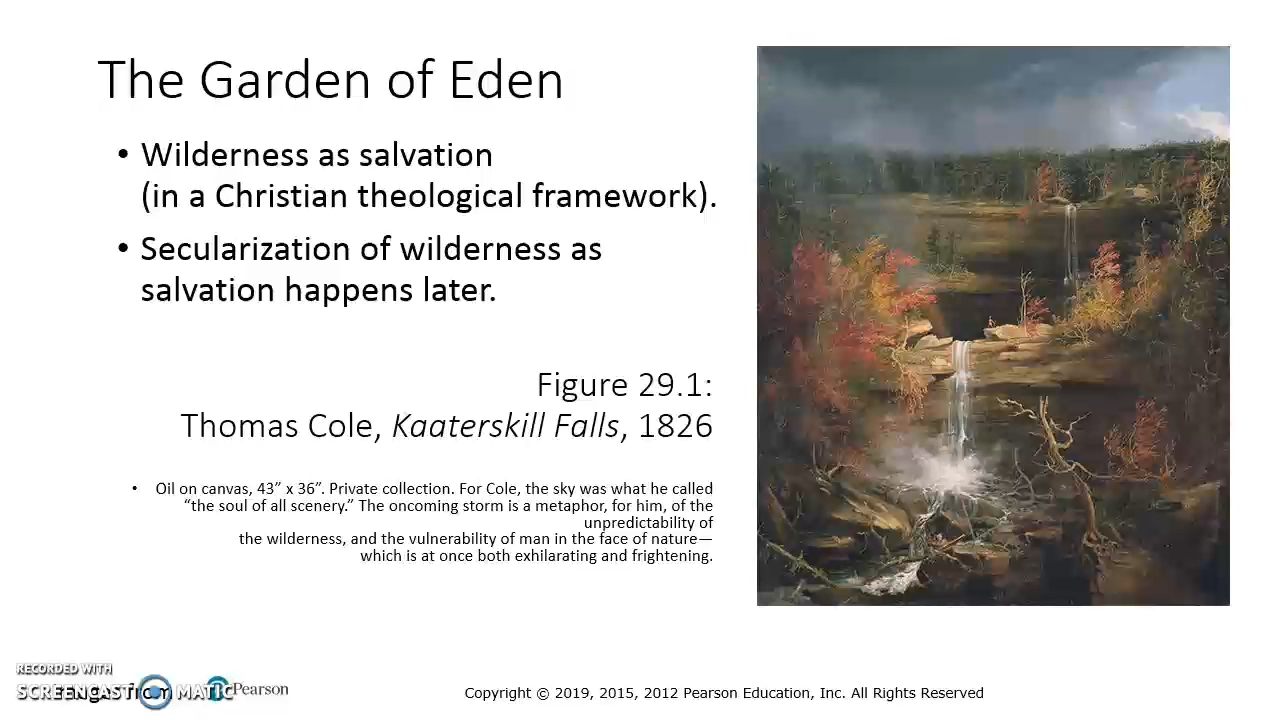 The Garden of Eden
• Wilderness as salvation
(in a Christian theological framework).
• Secularization of wilderness as
salvation happens later.
Figure 29.1:
Thomas Cole, Kaaterskill Falls, 1826
• Oil on canvas, 43” x 36”. Private collection. For Cole, the sky was what he called
“the soul of all scenery.” The oncoming storm is a metaphor, for him, of the
unpredictability of
the wilderness, and the vulnerability of man in the face of nature—
which is at once both exhilarating and frightening.
RECORDED WITH
SCREENCAST MATIC
from
Pearson
Copyright © 2019, 2015, 2012 Pearson Education, Inc. All Rights Reserved